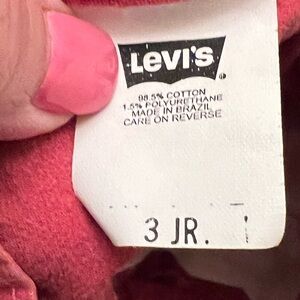 LEVI'S
®
98.5% COTTON
1.5% POLYURETHANE
MADE IN BRAZIL
CARE ON REVERSE
3 JR.